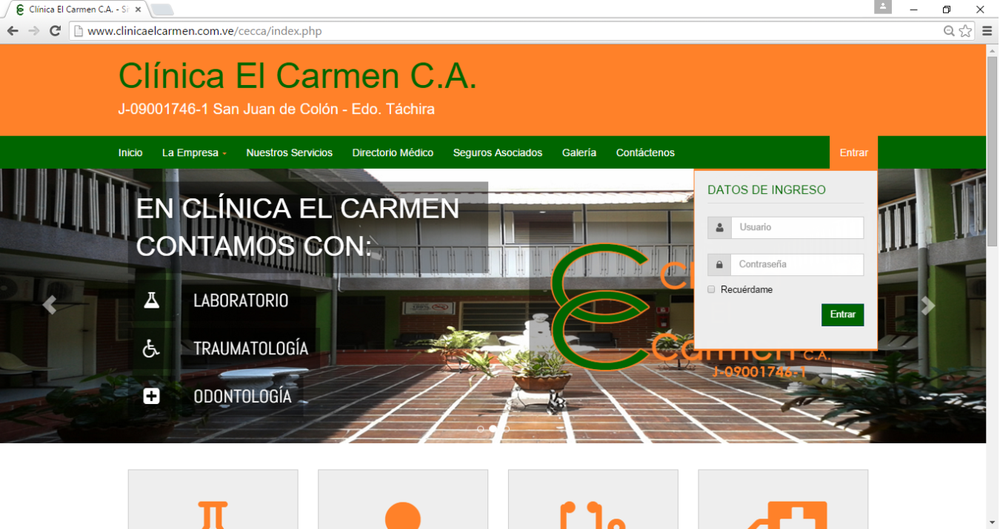 Clínica El Carmen C.A. - Si
www.clinicaelcarmen.com.ve/cecca/index.php
Clínica El Carmen C.A.
J-09001746-1 San Juan de Colón - Edo. Táchira
Inicio La Empresa Nuestros Servicios Directorio Médico Seguros Asociados Galería Contáctenos Entrar
DATOS DE INGRESO
Usuario
Contraseña
Recuérdame
Entrar
EN CLÍNICA EL CARMEN
CONTAMOS CON:
LABORATORIO
TRAUMATOLOGÍA
ODONTOLOGÍA
Carmen C.A.
J-09001746-1